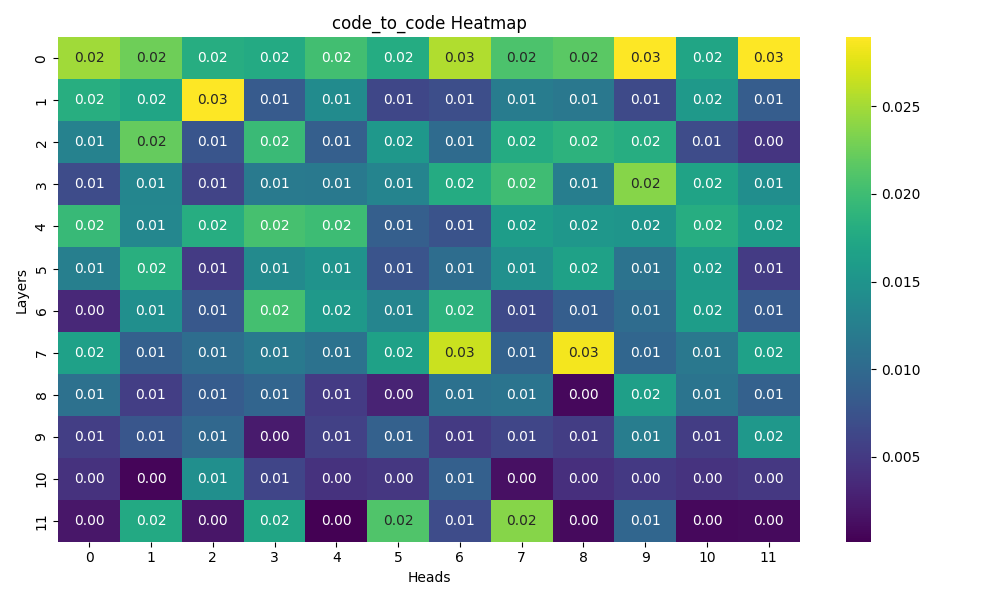 code_to_code Heatmap
0 0.02 0.02 0.02 0.02 0.02 0.02 0.03 0.02 0.02 0.03 0.02 0.03
1 0.02 0.02 0.03 0.01 0.01 0.01 0.01 0.01 0.01 0.01 0.02 0.01
2 0.01 0.02 0.01 0.02 0.01 0.02 0.01 0.02 0.02 0.02 0.01 0.00
3 0.01 0.01 0.01 0.01 0.01 0.01 0.02 0.02 0.01 0.02 0.02 0.01
4 0.02 0.01 0.02 0.02 0.02 0.01 0.01 0.02 0.02 0.02 0.02 0.02
5 0.01 0.02 0.01 0.01 0.01 0.01 0.01 0.01 0.02 0.01 0.02 0.01
6 0.00 0.01 0.01 0.02 0.02 0.01 0.02 0.01 0.01 0.01 0.02 0.01
7 0.02 0.01 0.01 0.01 0.01 0.02 0.03 0.01 0.03 0.01 0.01 0.02
8 0.01 0.01 0.01 0.01 0.01 0.00 0.01 0.01 0.00 0.02 0.01 0.01
9 0.01 0.01 0.01 0.00 0.01 0.01 0.01 0.01 0.01 0.01 0.01 0.02
10 0.00 0.00 0.01 0.01 0.00 0.00 0.01 0.00 0.00 0.00 0.00 0.00
11 0.00 0.02 0.00 0.02 0.00 0.02 0.01 0.02 0.00 0.01 0.00 0.00
0 1 2 3 4 5 6 7 8 9 10 11
Heads
Layers
0.025
0.020
0.015
0.010
0.005